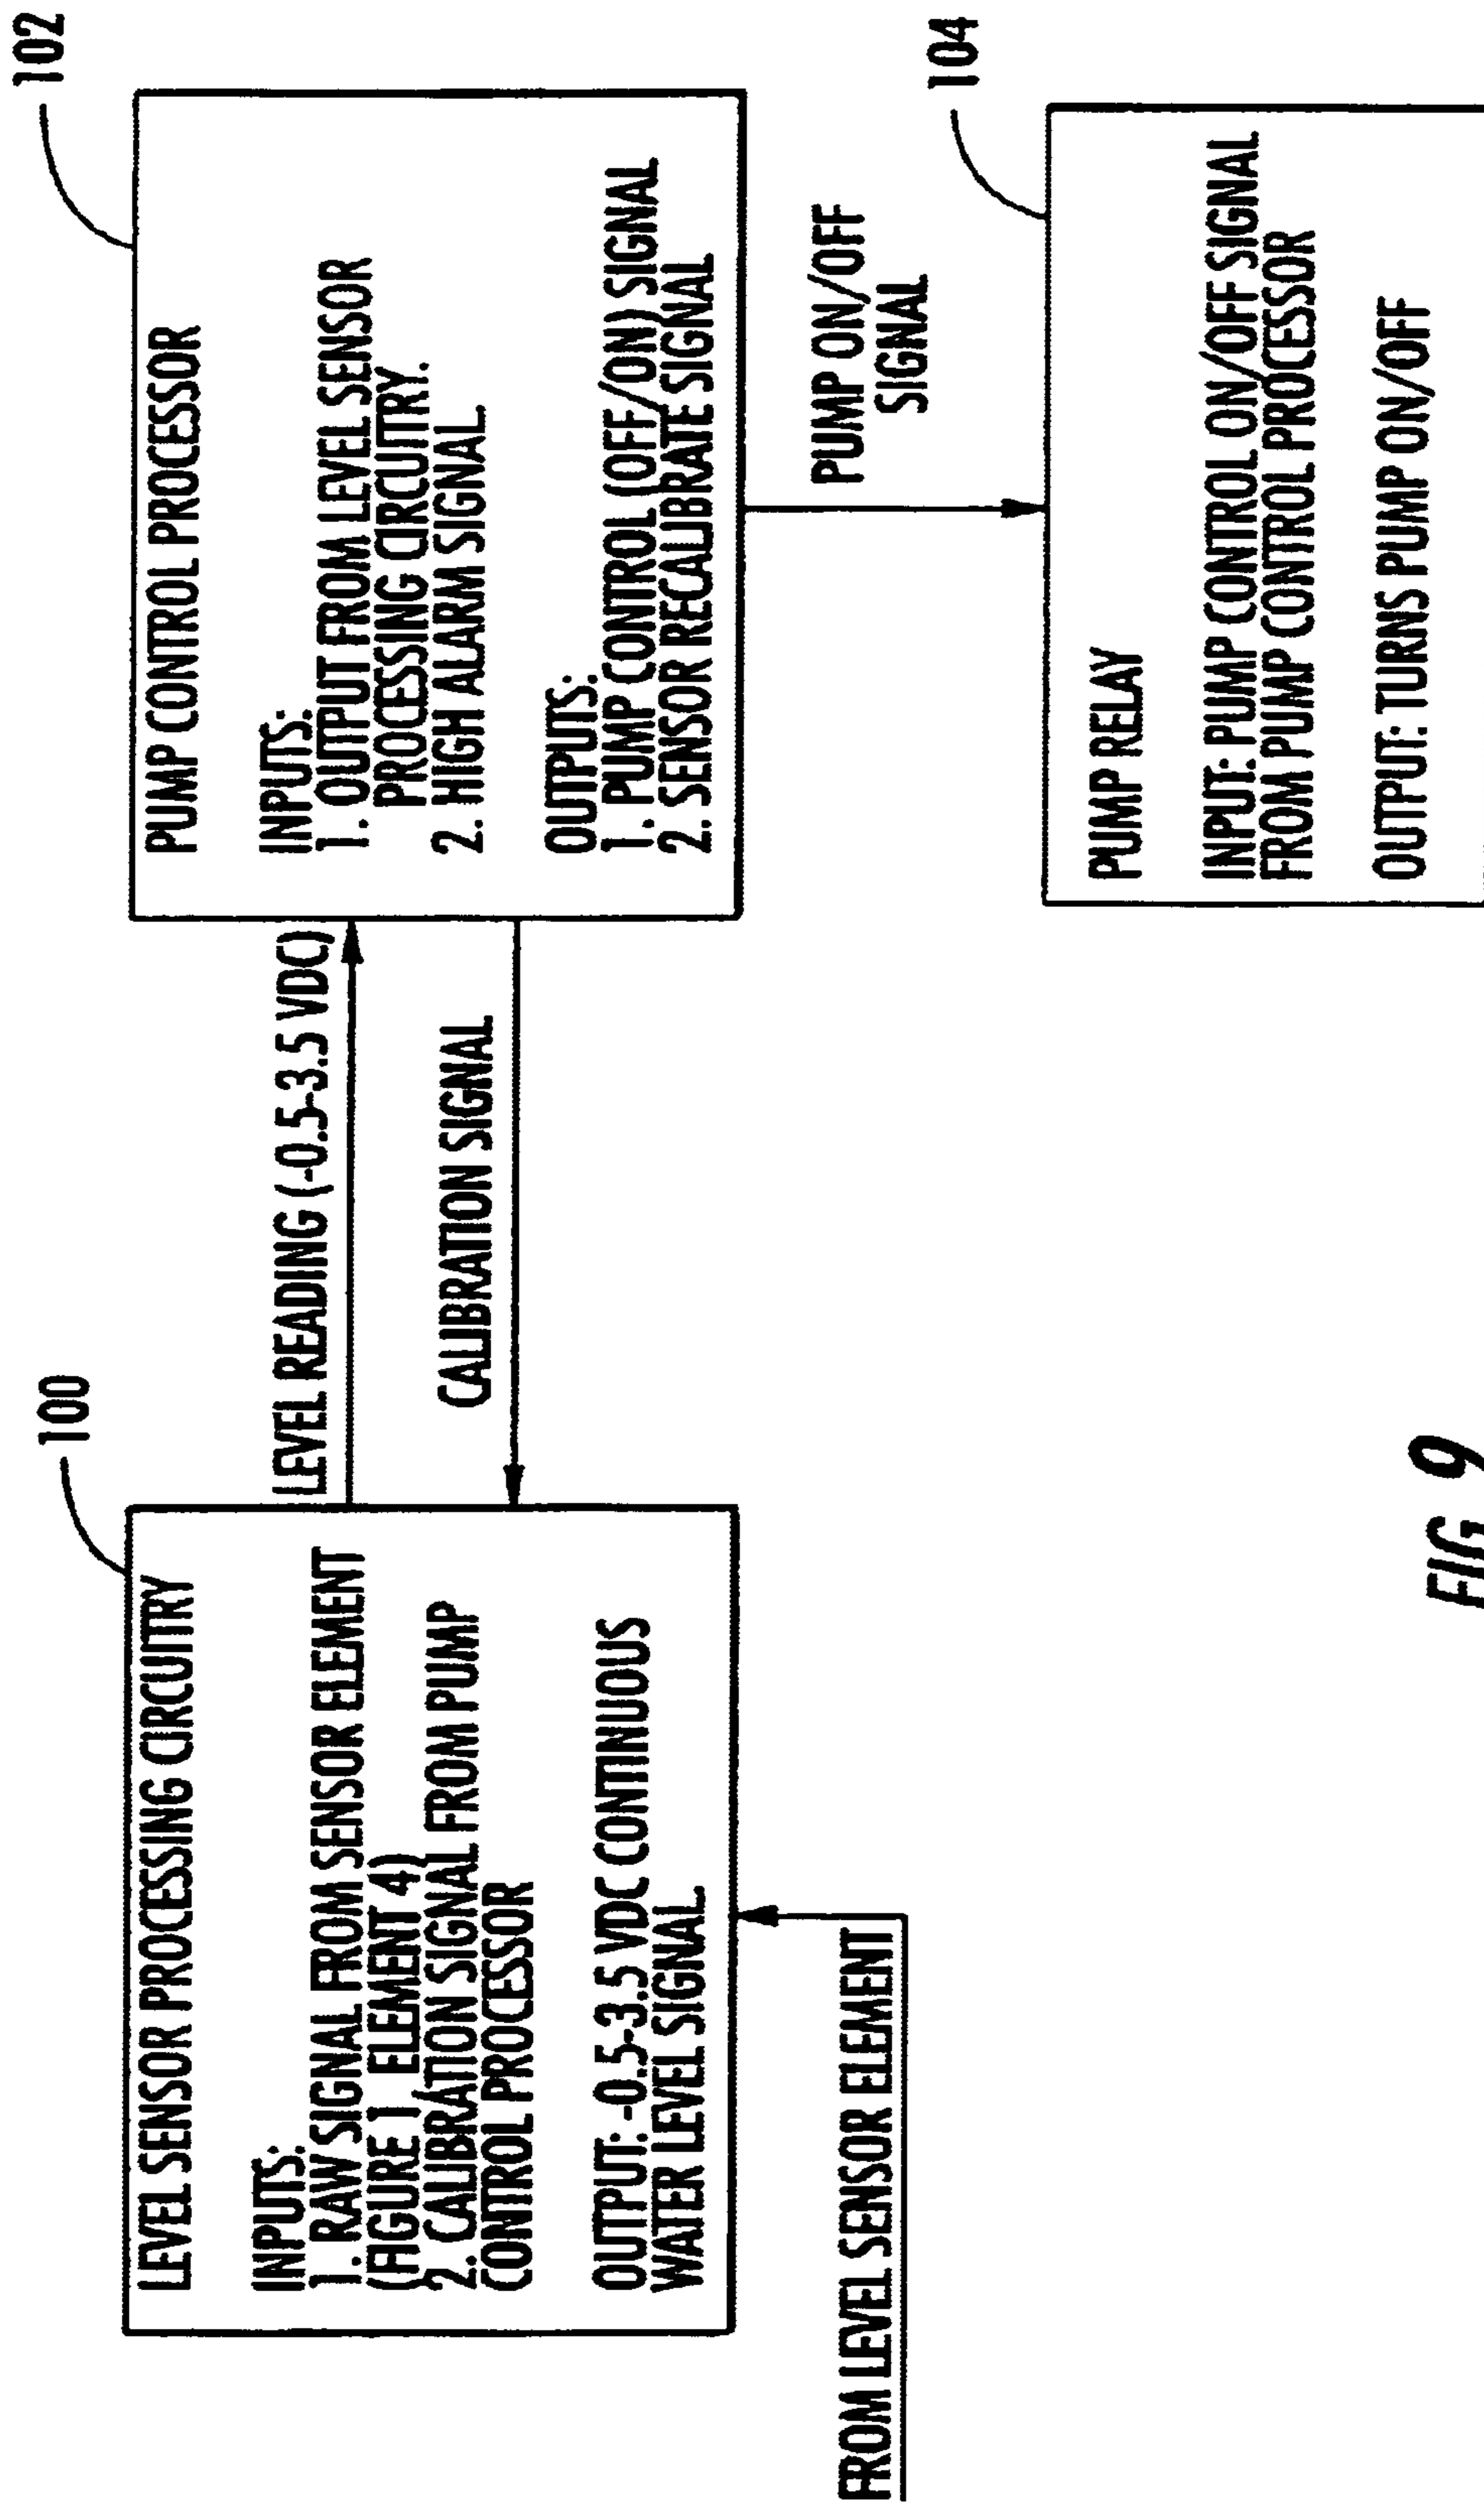 100
LEVEL SENSOR PROCESSING CIRCUITRY
INPUTS:
1. RAW SIGNAL FROM SENSOR ELEMENT
(FIGURE 1, ELEMENT 4)
2. CALIBRATION SIGNAL FROM PUMP
CONTROL PROCESSOR
OUTPUT: -0.5-3.5 VDC CONTINUOUS
WATER LEVEL SIGNAL
FROM LEVEL SENSOR ELEMENT
LEVEL READING (-0.5-3.5 VDC)
CALIBRATION SIGNAL
102
PUMP CONTROL PROCESSOR
INPUTS:
1. OUTPUT FROM LEVEL SENSOR
PROCESSING CIRCUITRY.
2. HIGH ALARM SIGNAL
OUTPUTS:
1. PUMP CONTROL (OFF/ON) SIGNAL
2. SENSOR RECALIBRATE SIGNAL
PUMP ON/OFF
SIGNAL
104
PUMP RELAY
INPUT: PUMP CONTROL ON/OFF SIGNAL
FROM PUMP CONTROL PROCESSOR
OUTPUT: TURNS PUMP ON/OFF
FIG 9